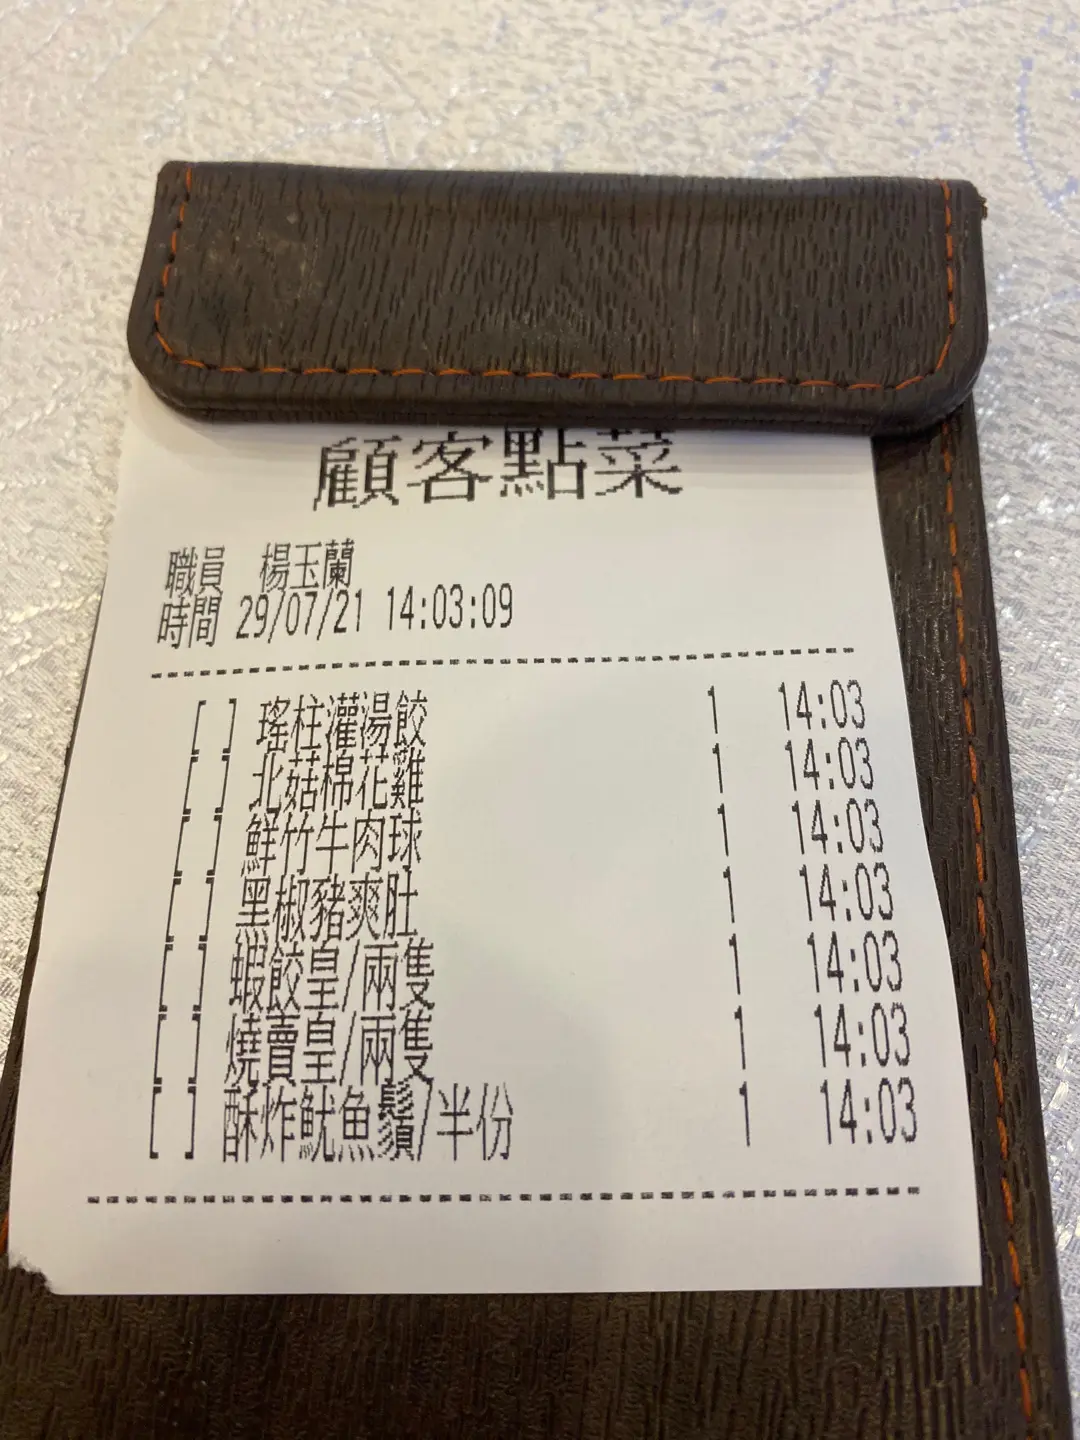 顧客點菜
職員 楊玉蘭
時間 29/07/21 14:03:09
[ ] 瑤柱灌湯餃 1 14:03
[ ] 北菇棉花雞 1 14:03
[ ] 鮮竹牛肉球 1 14:03
[ ] 黑椒豬爽肚 1 14:03
[ ] 蝦餃皇/兩隻 1 14:03
[ ] 燒賣皇/兩隻 1 14:03
[ ] 酥炸魷魚鬚/半份 1 14:03